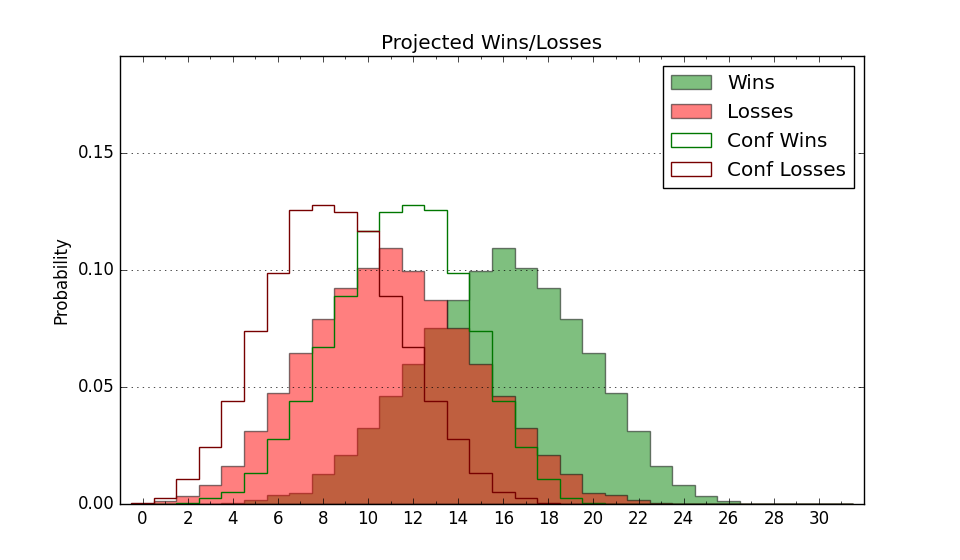 Projected Wins/Losses
Wins
Losses
Conf Wins
Conf Losses
Probability
0.15
0.10
0.05
0.00
0 2 4 6 8 10 12 14 16 18 20 22 24 26 28 30